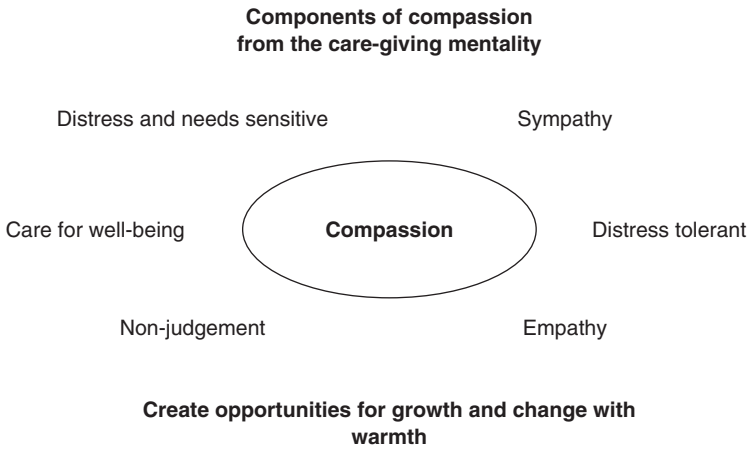 Components of compassion
from the care-giving mentality
Distress and needs sensitive
Sympathy
Care for well-being
Compassion
Distress tolerant
Non-judgement
Empathy
Create opportunities for growth and change with
warmth